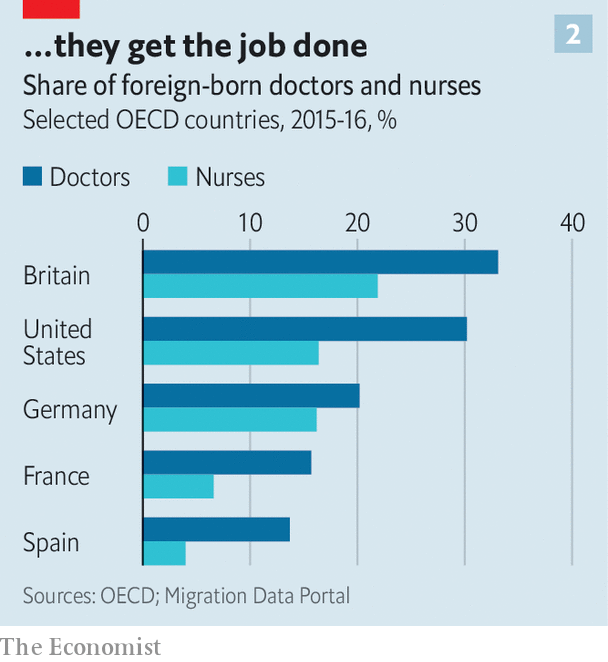 2
…they get the job done
Share of foreign-born doctors and nurses
Selected OECD countries, 2015-16, %
Doctors Nurses
0 10 20 30 40
Britain
United
States
Germany
France
Spain
Sources: OECD; Migration Data Portal
The Economist